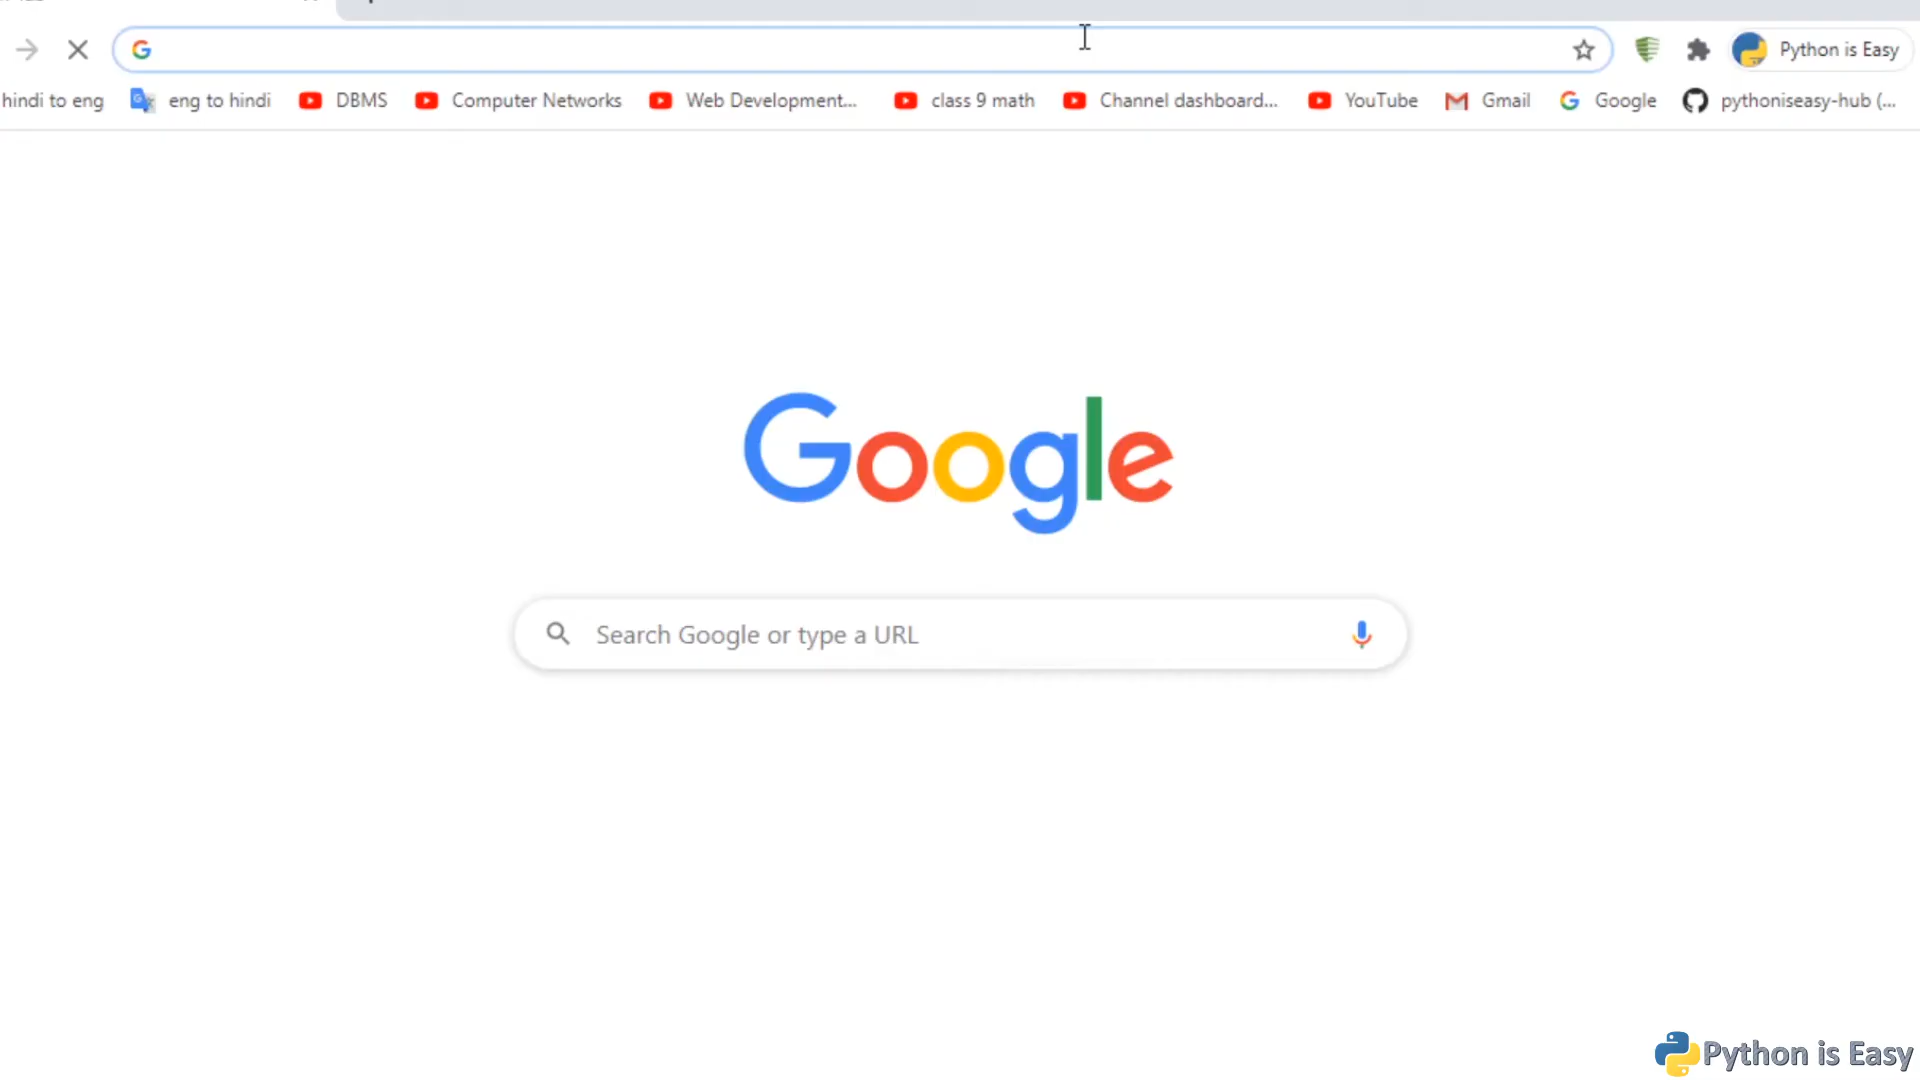 Python is Easy
hindi to eng
eng to hindi
DBMS
Computer Networks
Web Development...
class 9 math
Channel dashboard...
YouTube
Gmail
Google
pythoniseasy-hub (...
Google
Search Google or type a URL
Python is Easy